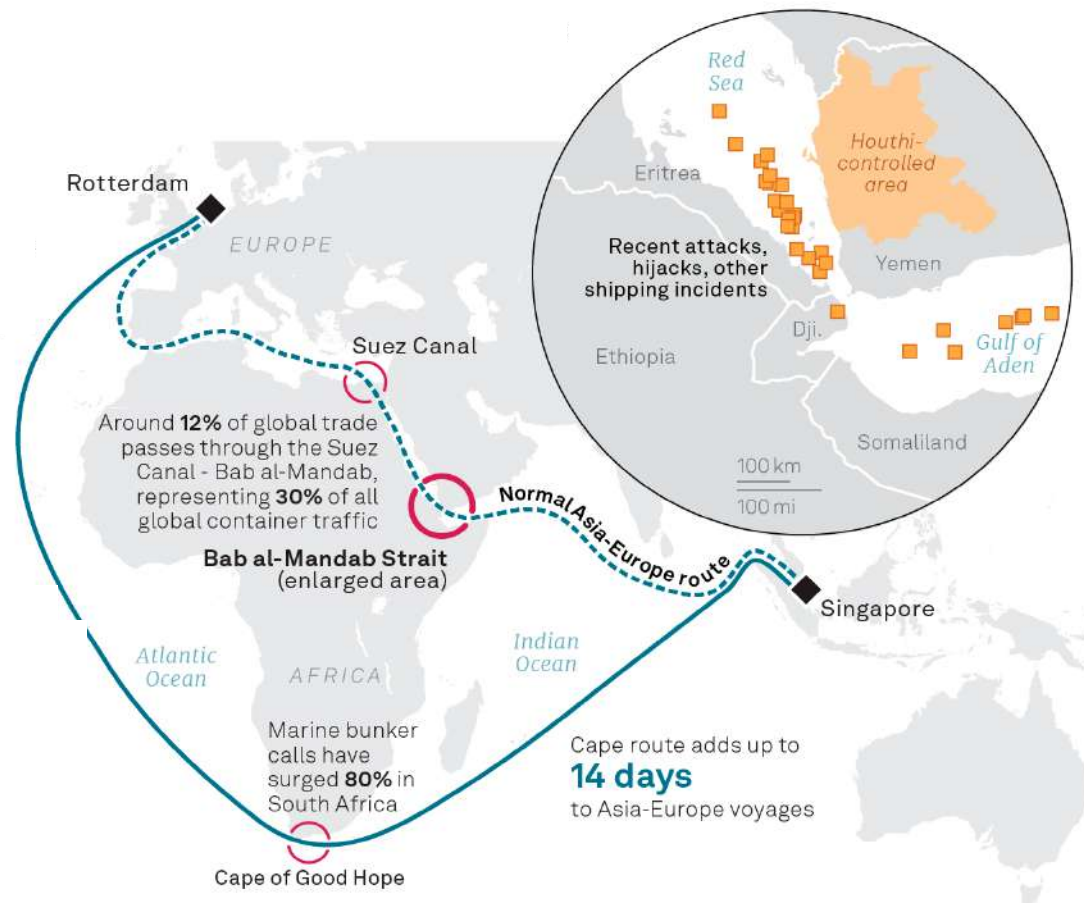 Red
Sea
Houthi-
controlled
area
Eritrea
Rotterdam
EUROPE
Recent attacks,
hijacks, other
shipping incidents
Yemen
Dji.
Suez Canal
Ethiopia
Gulf of
Aden
Around 12% of global trade
passes through the Suez
Canal - Bab al-Mandab,
representing 30% of all
global container traffic
Somaliland
100 km
100 mi
Normal Asia-Europe route
Bab al-Mandab Strait
(enlarged area)
Singapore
Atlantic
Ocean
AFRICA
Indian
Ocean
Marine bunker
calls have
surged 80% in
South Africa
Cape route adds up to
14 days
to Asia-Europe voyages
Cape of Good Hope